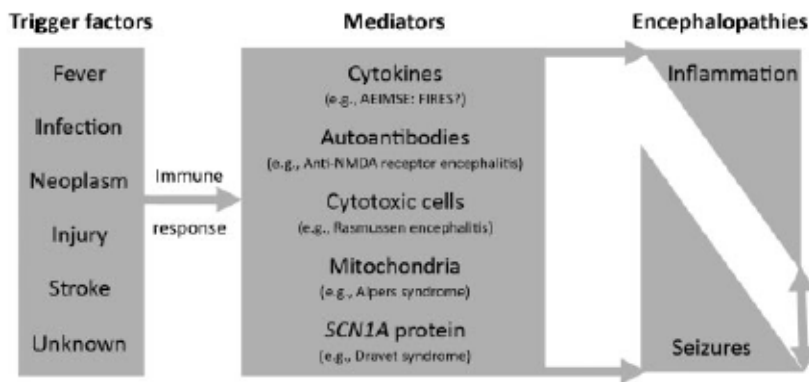 Trigger factors
Fever
Infection
Neoplasm
Injury
Stroke
Unknown
Immune
response
Mediators
Cytokines
(e.g., AEIMSE: FIRES?)
Autoantibodies
(e.g., Anti-NMDA receptor encephalitis)
Cytotoxic cells
(e.g., Rasmussen encephalitis)
Mitochondria
(e.g., Alpers syndrome)
SCN1A protein
(e.g., Dravet syndrome)
Encephalopathies
Inflammation
Seizures